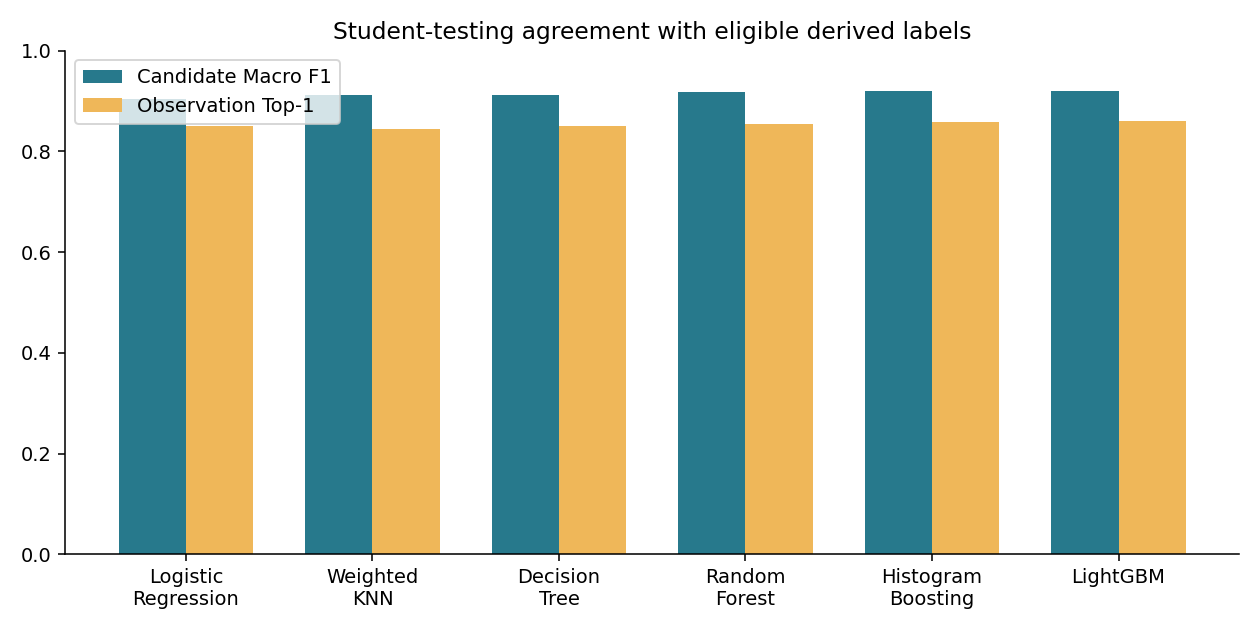 Student-testing agreement with eligible derived labels
1.0
0.8
0.6
0.4
0.2
0.0
Candidate Macro F1
Observation Top-1
Logistic
Regression
Weighted
KNN
Decision
Tree
Random
Forest
Histogram
Boosting
LightGBM